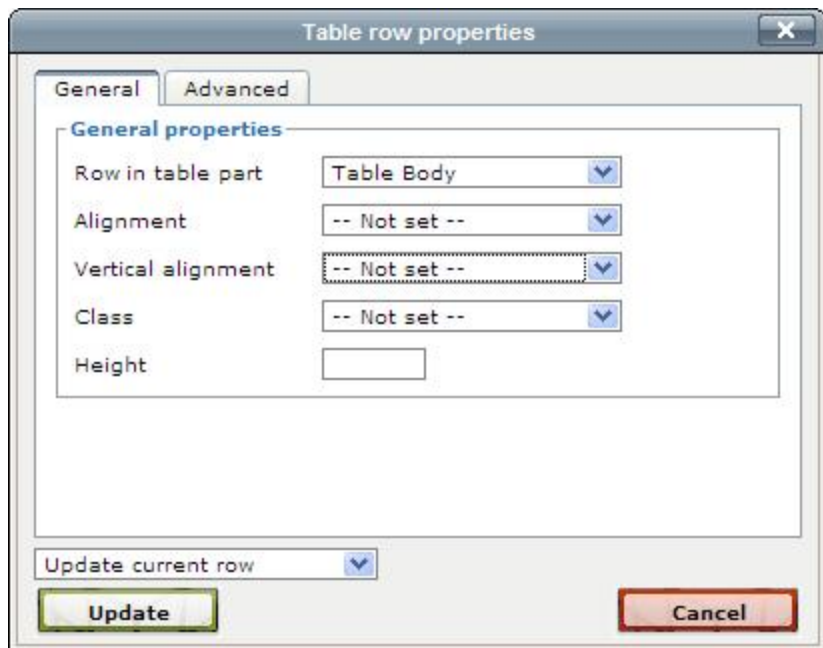 Table row properties
General Advanced
General properties
Row in table part Table Body
Alignment -- Not set --
Vertical alignment -- Not set --
Class -- Not set --
Height
Update current row
Update Cancel